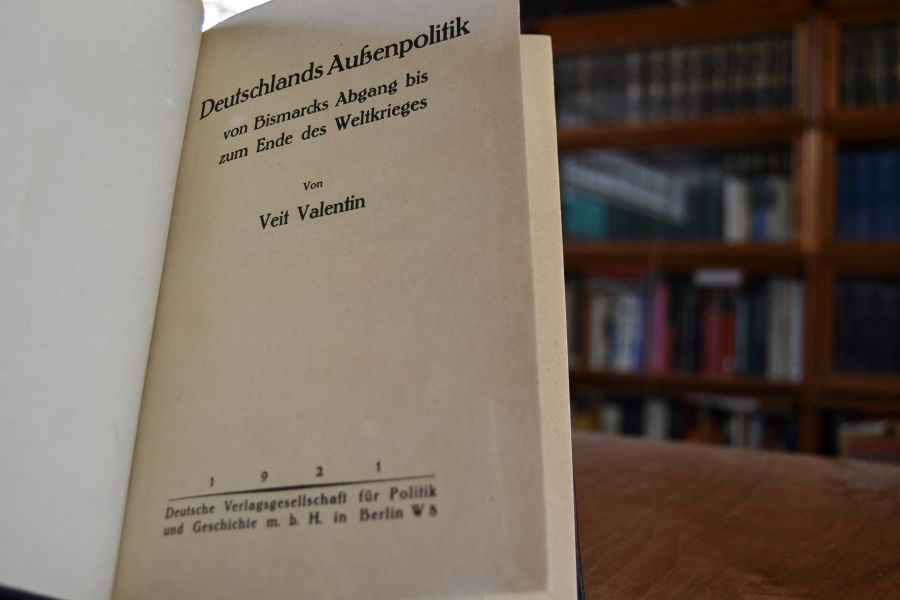 Deutschlands Außenpolitik
von Bismarcks Abgang bis
zum Ende des Weltkrieges
Von
Veit Valentin
1 9 2 1
Deutsche Verlagsgesellschaft für Politik
und Geschichte m. b. H. in Berlin W 8